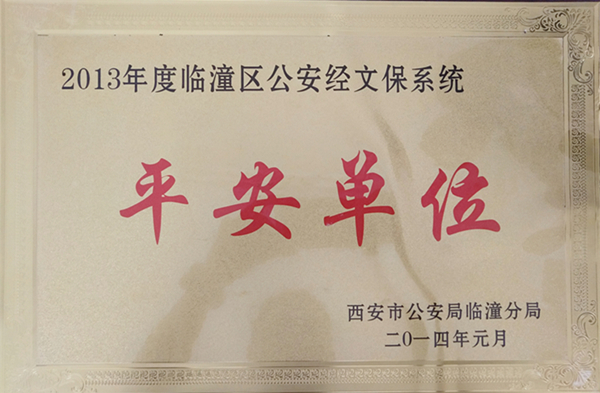 2013年度临潼区公安经文保系统
平安单位
西安市公安局临潼分局
二〇一四年元月